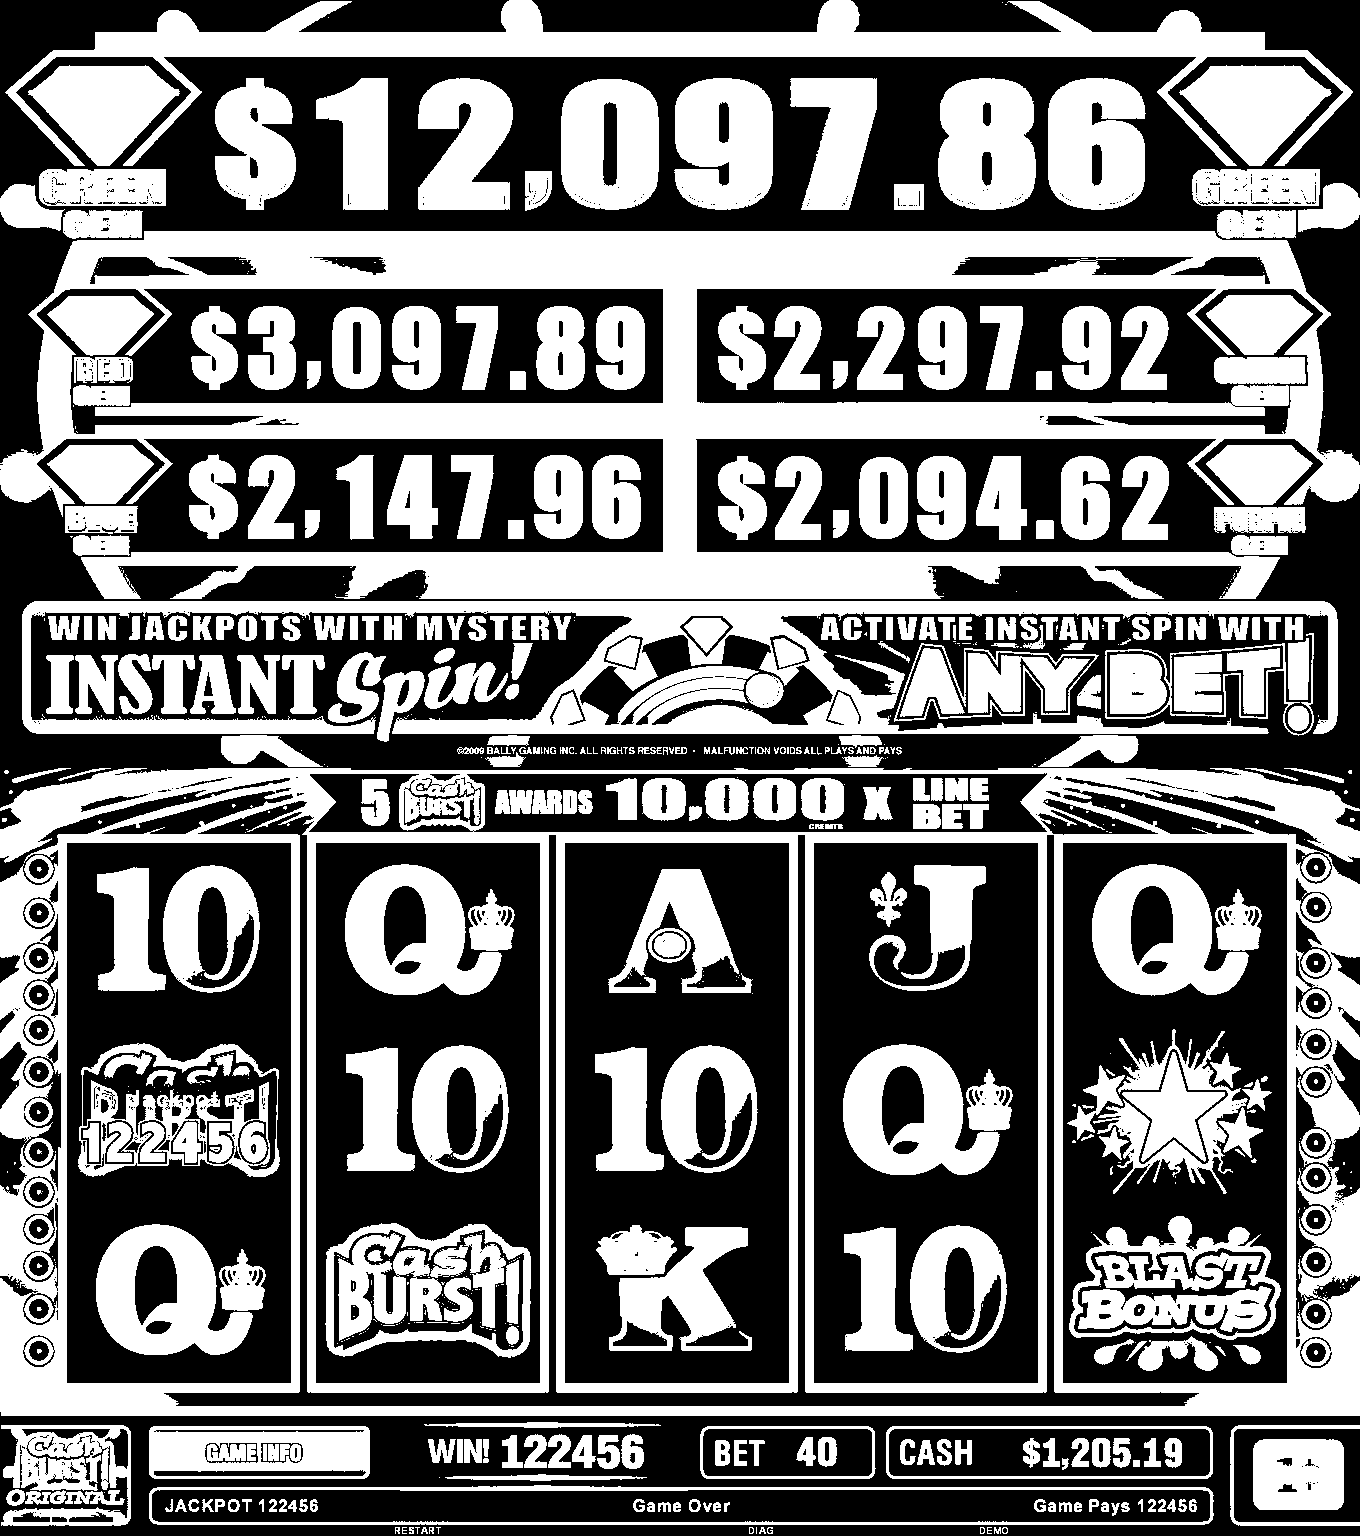 $12,097.86
GREEN GEM
GREEN GEM
$3,097.89
$2,297.92
RED GEM
GEM
$2,147.96
$2,094.62
BLUE GEM
PURPLE GEM
WIN JACKPOTS WITH MYSTERY
INSTANT Spin!
ACTIVATE INSTANT SPIN WITH
ANY BET!
©2009 BALLY GAMING INC. ALL RIGHTS RESERVED - MALFUNCTION VOIDS ALL PLAYS AND PAYS
5 Cash BURST! AWARDS 10,000 X LINE BET
CREDITS
10 Q A J Q
Cash BURST!
Jackpot
122456
10 10 Q
Q Cash BURST! K 10 BLAST BONUS
Cash BURST! ORIGINAL
GAME INFO
WIN! 122456
BET 40
CASH $1,205.19
JACKPOT 122456
Game Over
Game Pays 122456
RESTART
DIAG
DEMO